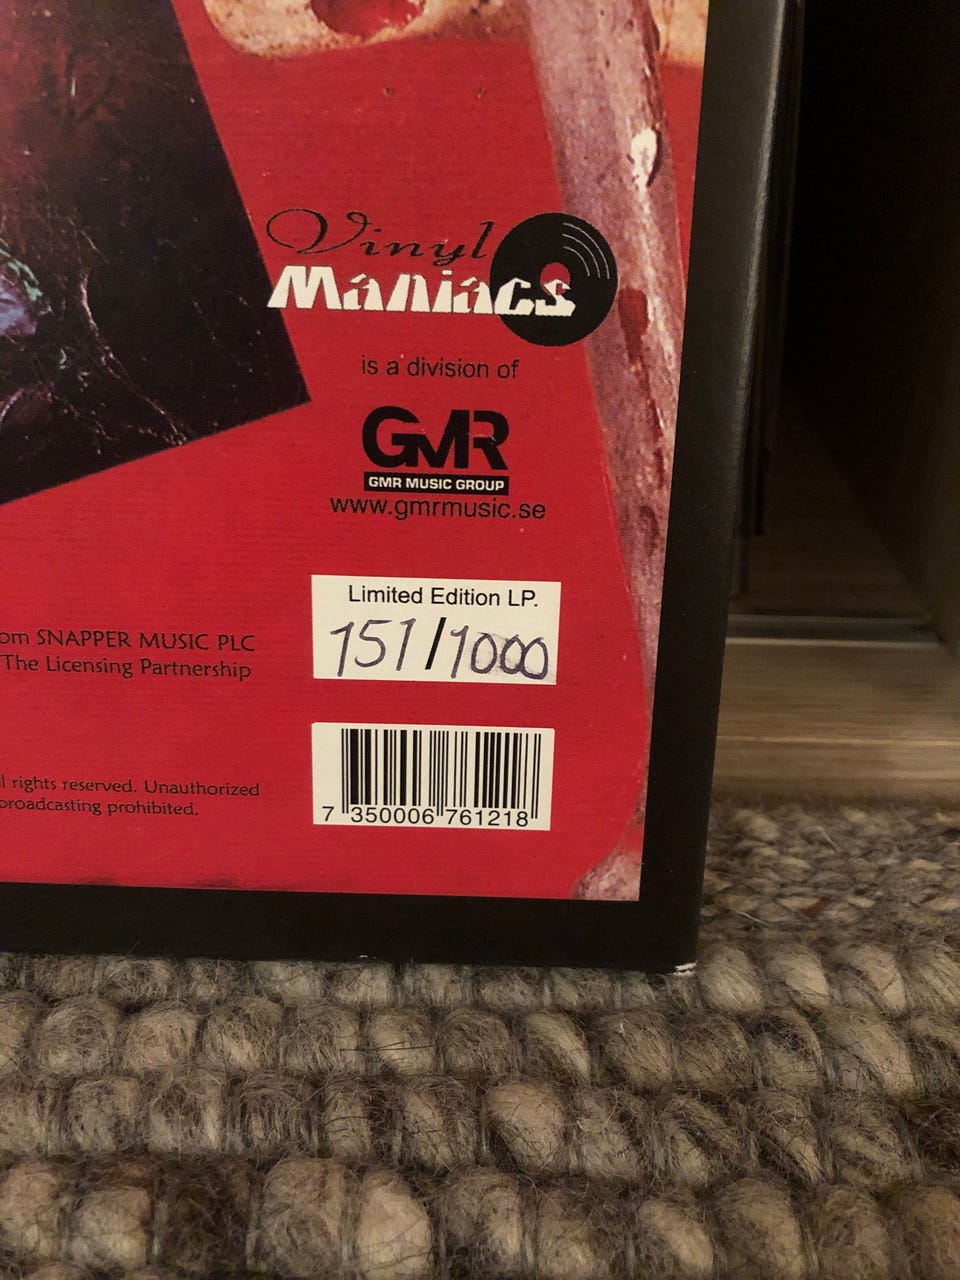 Vinyl
Maniacs
is a division of
GMR
GMR MUSIC GROUP
www.gmrmusic.se
Limited Edition LP.
151/1000
om SNAPPER MUSIC PLC
The Licensing Partnership
l rights reserved. Unauthorized
broadcasting prohibited.
7 350006 761218